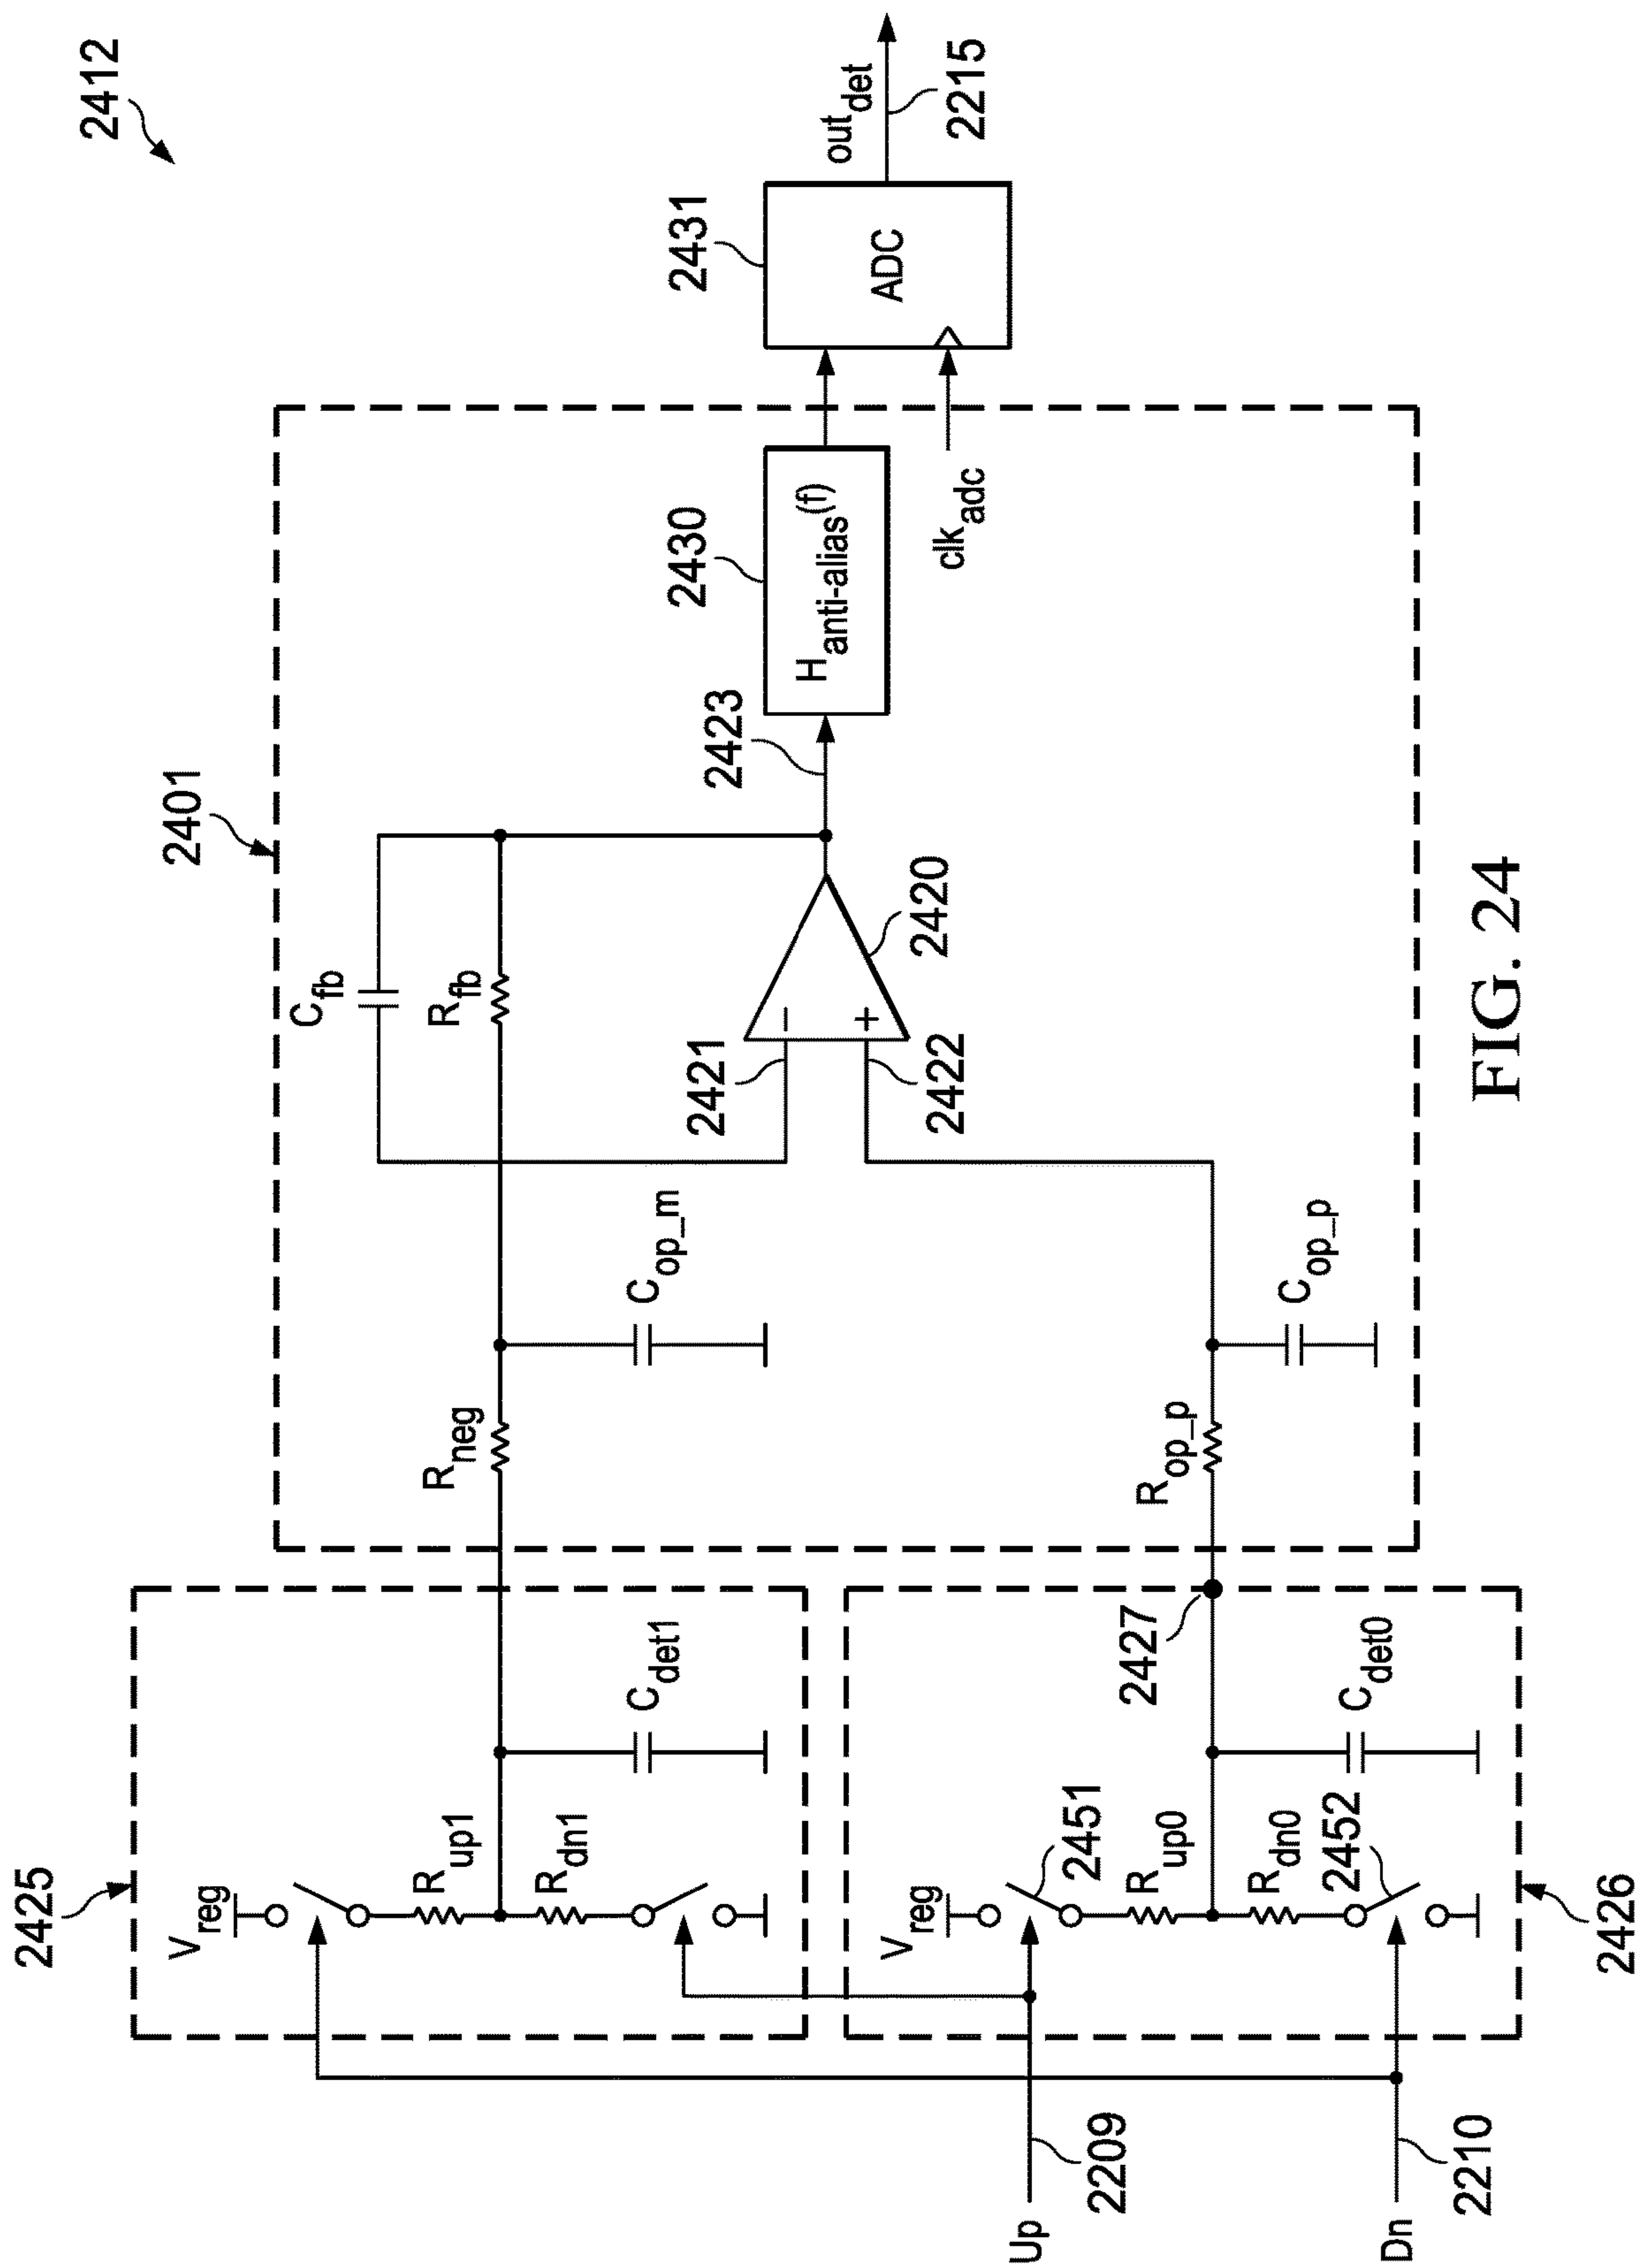 2412
2401
2425
V_reg
R_up1
R_dn1
C_det1
R_neg
C_op_m
C_fb
R_fb
2421
2422
2420
2423
2430
H_anti-alias(f)
clk_adc
2431
ADC
out_det
2215
V_reg
2451
R_up0
R_dn0
2452
C_det0
2427
R_op_p
C_op_p
2426
Up
2209
Dn
2210
FIG. 24